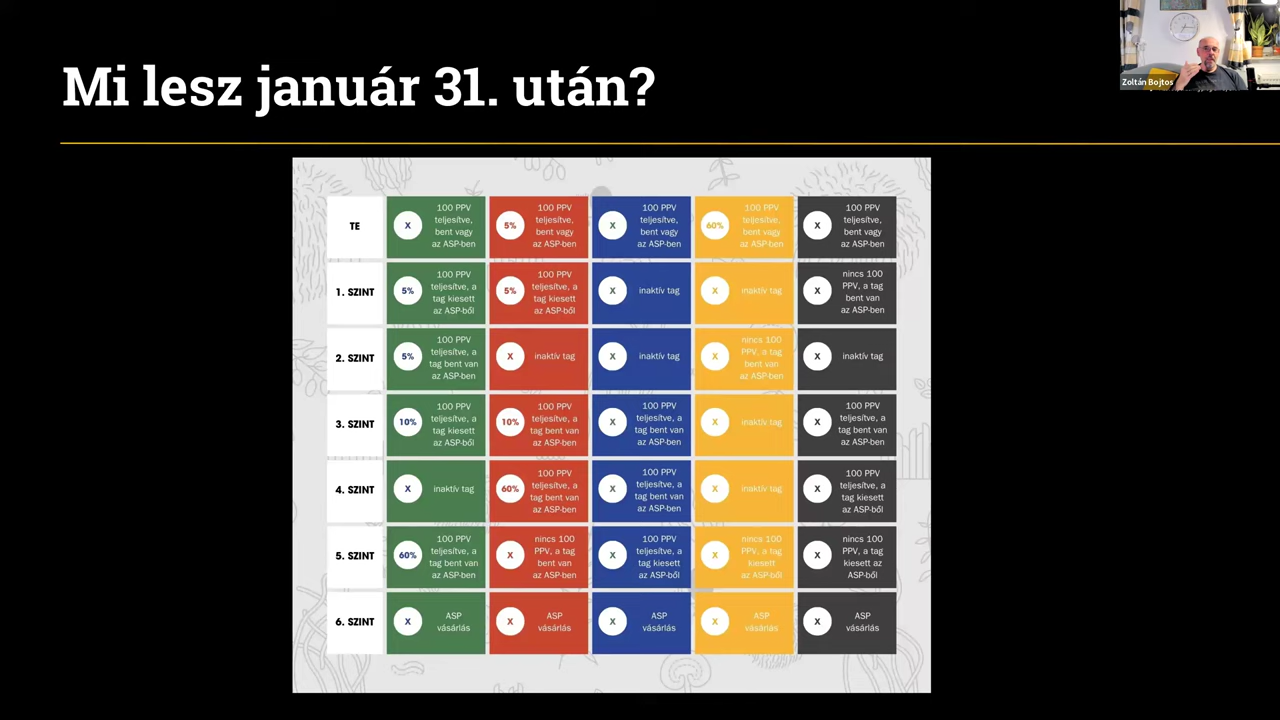 Mi lesz január 31. után?
Zoltán Bojtos
TE
X
100 PPV
teljesítve,
bent vagy
az ASP-ben
5%
100 PPV
teljesítve,
bent vagy
az ASP-ben
X
100 PPV
teljesítve,
bent vagy
az ASP-ben
60%
100 PPV
teljesítve,
bent vagy
az ASP-ben
X
100 PPV
teljesítve,
bent vagy
az ASP-ben
1. SZINT
5%
100 PPV
teljesítve, a
tag kiesett
az ASP-ből
5%
100 PPV
teljesítve, a
tag kiesett
az ASP-ből
X
inaktív tag
X
inaktív tag
X
nincs 100
PPV, a tag
bent van
az ASP-ben
2. SZINT
5%
100 PPV
teljesítve, a
tag bent van
az ASP-ben
X
inaktív tag
X
inaktív tag
X
nincs 100
PPV, a tag
bent van
az ASP-ben
X
inaktív tag
3. SZINT
10%
100 PPV
teljesítve, a
tag kiesett
az ASP-ből
10%
100 PPV
teljesítve, a
tag bent van
az ASP-ben
X
100 PPV
teljesítve, a
tag bent van
az ASP-ben
X
inaktív tag
X
100 PPV
teljesítve, a
tag bent van
az ASP-ben
4. SZINT
X
inaktív tag
60%
100 PPV
teljesítve, a
tag bent van
az ASP-ben
X
100 PPV
teljesítve, a
tag bent van
az ASP-ben
X
inaktív tag
X
100 PPV
teljesítve, a
tag kiesett
az ASP-ből
5. SZINT
60%
100 PPV
teljesítve, a
tag bent van
az ASP-ben
X
nincs 100
PPV, a tag
bent van
az ASP-ben
X
100 PPV
teljesítve, a
tag kiesett
az ASP-ből
X
nincs 100
PPV, a tag
kiesett
az ASP-ből
X
nincs 100
PPV, a tag
kiesett az
ASP-ből
6. SZINT
X
ASP
vásárlás
X
ASP
vásárlás
X
ASP
vásárlás
X
ASP
vásárlás
X
ASP
vásárlás